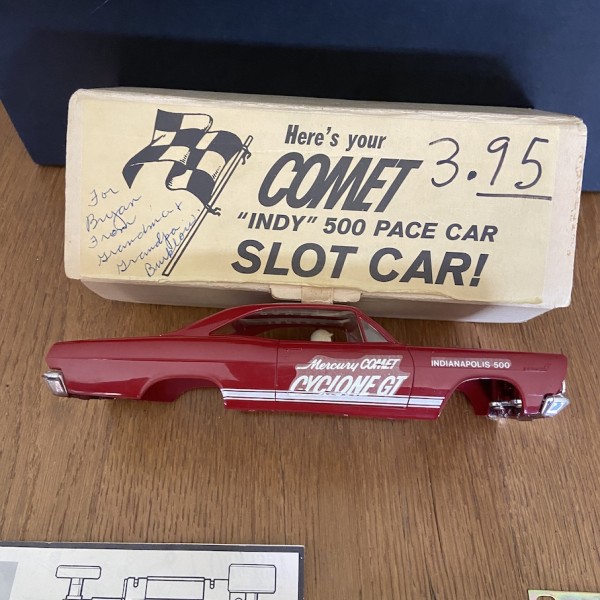 Here's your
COMET
3.95
"INDY" 500 PACE CAR
SLOT CAR!
For
Bryan
From
Grandma &
Grandpa
Mercury COMET
CYCLONE GT
INDIANAPOLIS-500